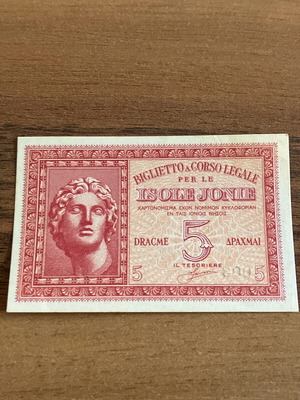 BIGLIETTO A CORSO LEGALE
PER LE
ISOLE JONIE
ΧΑΡΤΟΝΟΜΙΣΜΑ ΕΧΟΝ ΝΟΜΙΜΟΝ ΚΥΚΛΟΦΟΡΙΑΝ
ΕΝ ΤΑΙΣ ΙΟΝΙΟΙΣ ΝΗΣΟΙΣ
DRACME 5 ΔΡΑΧΜΑΙ
IL TESORIERE
5 5